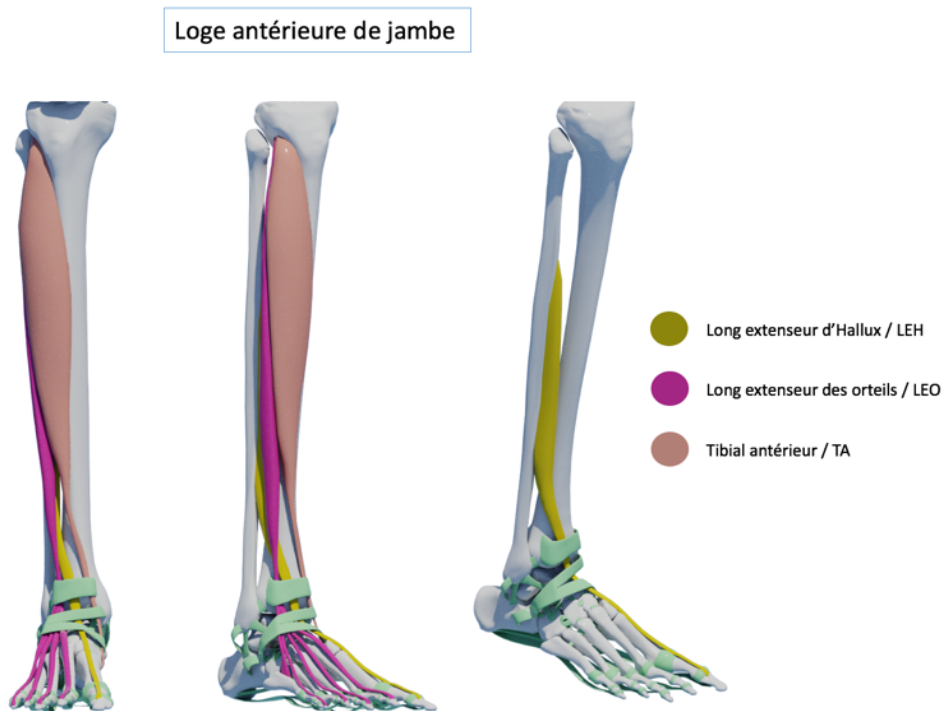 Loge antérieure de jambe
Long extenseur d'Hallux / LEH
Long extenseur des orteils / LEO
Tibial antérieur / TA